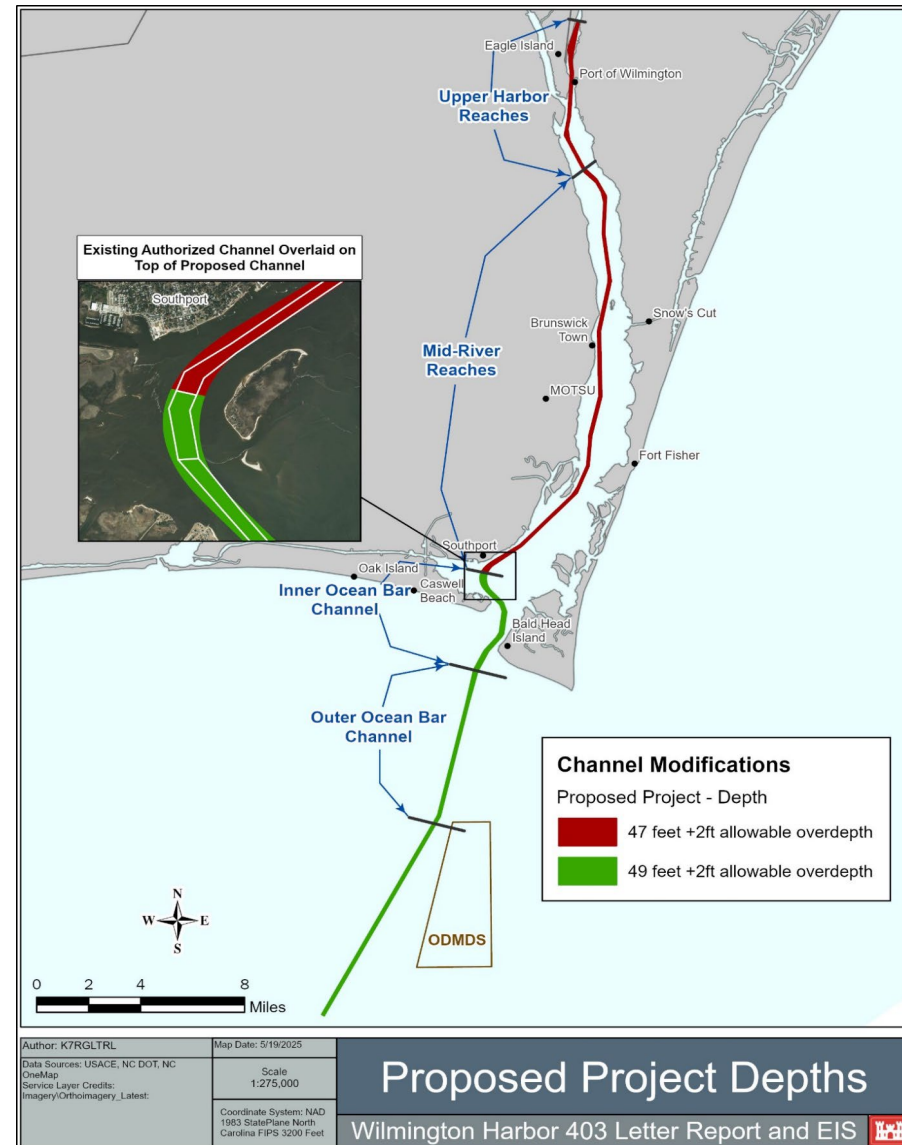 Eagle Island
Port of Wilmington
Upper Harbor
Reaches
Existing Authorized Channel Overlaid on
Top of Proposed Channel
Southport
Snow's Cut
Brunswick
Town
Mid-River
Reaches
MOTSU
Fort Fisher
Southport
Oak Island
Caswell
Beach
Inner Ocean Bar
Channel
Bald Head
Island
Outer Ocean Bar
Channel
Channel Modifications
Proposed Project - Depth
47 feet +2ft allowable overdepth
49 feet +2ft allowable overdepth
N
W E
S
ODMDS
0 2 4 8
Miles
Author: K7RGLTRL
Data Sources: USACE, NC DOT, NC
OneMap
Service Layer Credits:
Imagery\Orthoimagery_Latest:
Map Date: 5/19/2025
Scale
1:275,000
Coordinate System: NAD
1983 StatePlane North
Carolina FIPS 3200 Feet
Proposed Project Depths
Wilmington Harbor 403 Letter Report and EIS